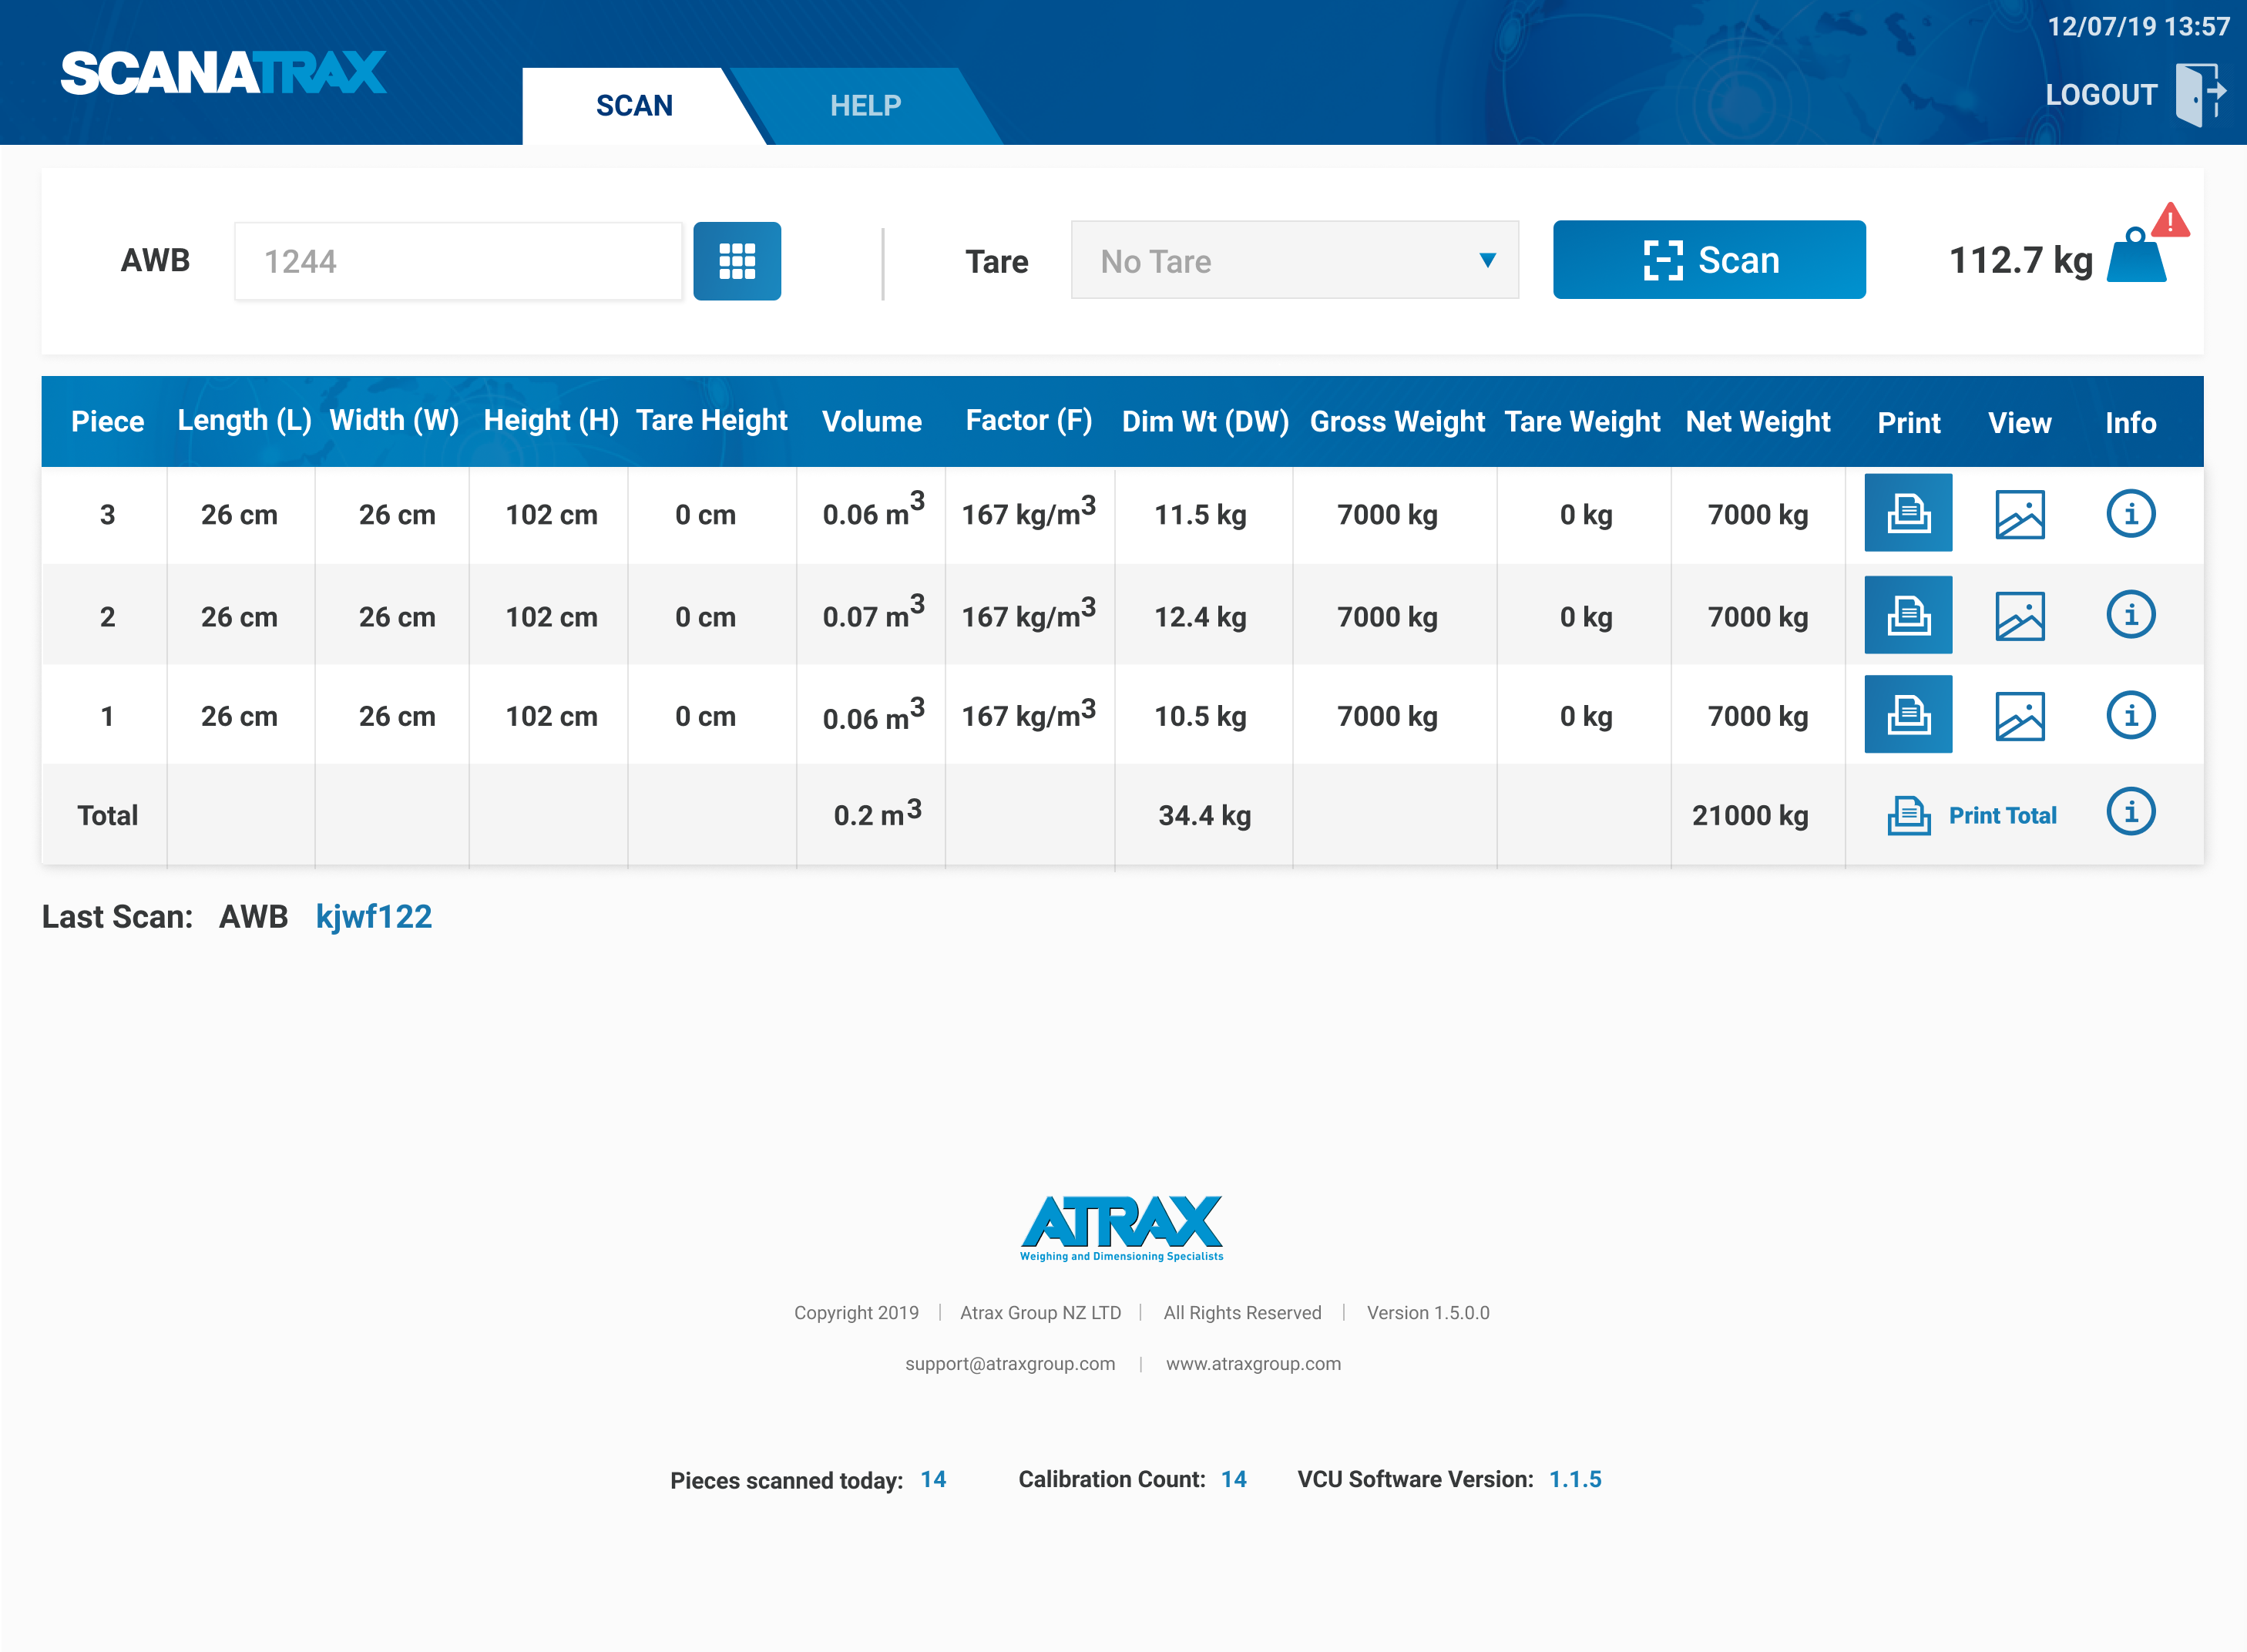 12/07/19 13:57
SCANATRAX
SCAN HELP LOGOUT
AWB 1244 Tare No Tare Scan 112.7 kg
Piece Length (L) Width (W) Height (H) Tare Height Volume Factor (F) Dim Wt (DW) Gross Weight Tare Weight Net Weight Print View Info
3 26 cm 26 cm 102 cm 0 cm 0.06 m³ 167 kg/m³ 11.5 kg 7000 kg 0 kg 7000 kg
2 26 cm 26 cm 102 cm 0 cm 0.07 m³ 167 kg/m³ 12.4 kg 7000 kg 0 kg 7000 kg
1 26 cm 26 cm 102 cm 0 cm 0.06 m³ 167 kg/m³ 10.5 kg 7000 kg 0 kg 7000 kg
Total 0.2 m³ 34.4 kg 21000 kg Print Total
Last Scan: AWB kjwf122
ATRAX
Weighing and Dimensioning Specialists
Copyright 2019 | Atrax Group NZ LTD | All Rights Reserved | Version 1.5.0.0
support@atraxgroup.com | www.atraxgroup.com
Pieces scanned today: 14 Calibration Count: 14 VCU Software Version: 1.1.5